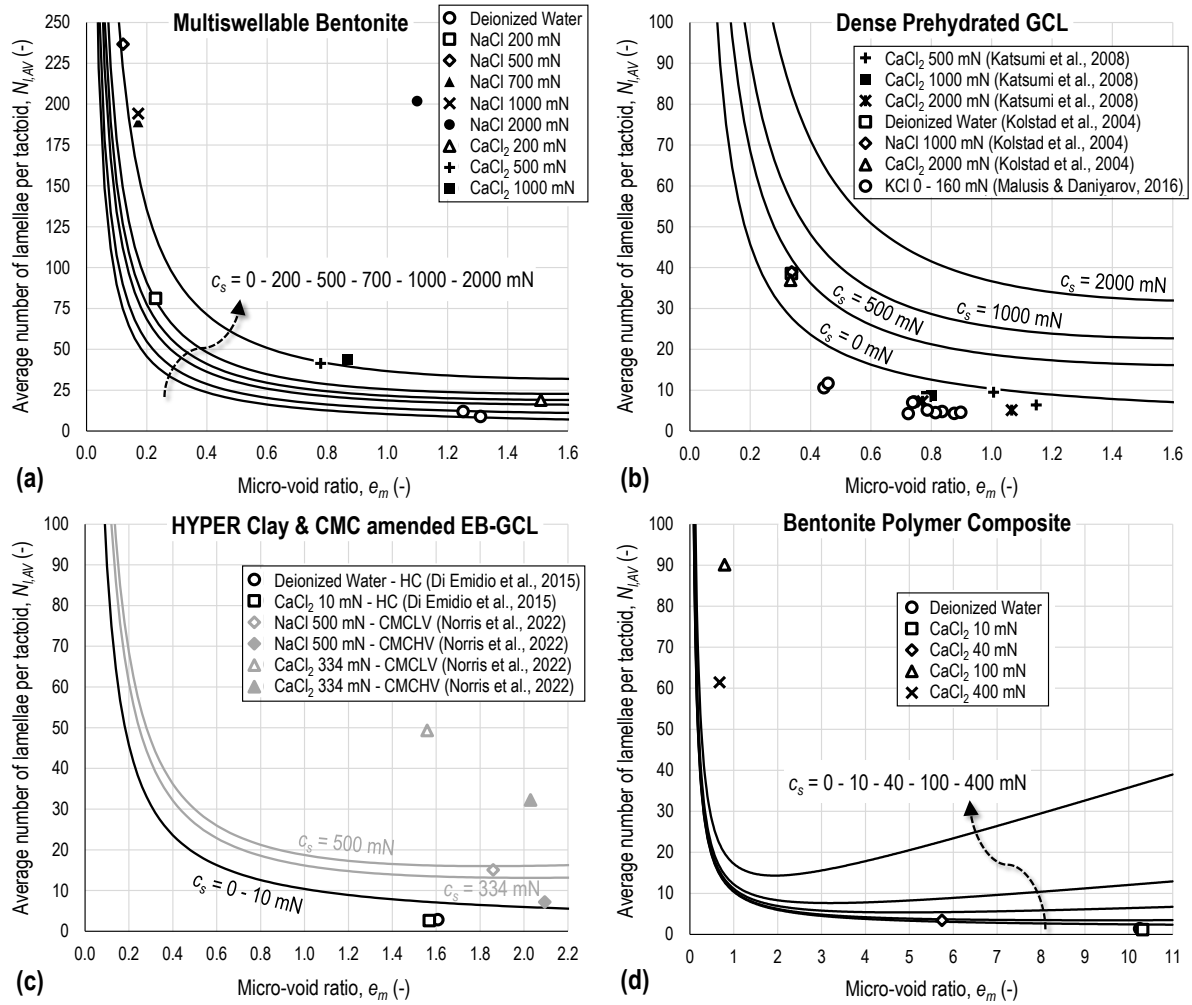 Multiswellable Bentonite
Average number of lamellae per tactoid, N_l,AV (-)
250
225
200
175
150
125
100
75
50
25
0
Deionized Water
NaCl 200 mN
NaCl 500 mN
NaCl 700 mN
NaCl 1000 mN
NaCl 2000 mN
CaCl₂ 200 mN
CaCl₂ 500 mN
CaCl₂ 1000 mN
c_s = 0 - 200 - 500 - 700 - 1000 - 2000 mN
0.0 0.2 0.4 0.6 0.8 1.0 1.2 1.4 1.6
(a)
Micro-void ratio, e_m (-)
Dense Prehydrated GCL
Average number of lamellae per tactoid, N_l,AV (-)
100
90
80
70
60
50
40
30
20
10
0
CaCl₂ 500 mN (Katsumi et al., 2008)
CaCl₂ 1000 mN (Katsumi et al., 2008)
CaCl₂ 2000 mN (Katsumi et al., 2008)
Deionized Water (Kolstad et al., 2004)
NaCl 1000 mN (Kolstad et al., 2004)
CaCl₂ 2000 mN (Kolstad et al., 2004)
KCl 0 - 160 mN (Malusis & Daniyarov, 2016)
c_s = 2000 mN
c_s = 1000 mN
c_s = 500 mN
c_s = 0 mN
0.0 0.2 0.4 0.6 0.8 1.0 1.2 1.4 1.6
(b)
Micro-void ratio, e_m (-)
HYPER Clay & CMC amended EB-GCL
Average number of lamellae per tactoid, N_l,AV (-)
100
90
80
70
60
50
40
30
20
10
0
Deionized Water - HC (Di Emidio et al., 2015)
CaCl₂ 10 mN - HC (Di Emidio et al., 2015)
NaCl 500 mN - CMCLV (Norris et al., 2022)
NaCl 500 mN - CMCHV (Norris et al., 2022)
CaCl₂ 334 mN - CMCLV (Norris et al., 2022)
CaCl₂ 334 mN - CMCHV (Norris et al., 2022)
c_s = 500 mN
c_s = 334 mN
c_s = 0 - 10 mN
0.0 0.2 0.4 0.6 0.8 1.0 1.2 1.4 1.6 1.8 2.0 2.2
(c)
Micro-void ratio, e_m (-)
Bentonite Polymer Composite
Average number of lamellae per tactoid, N_l,AV (-)
100
90
80
70
60
50
40
30
20
10
0
Deionized Water
CaCl₂ 10 mN
CaCl₂ 40 mN
CaCl₂ 100 mN
CaCl₂ 400 mN
c_s = 0 - 10 - 40 - 100 - 400 mN
0 1 2 3 4 5 6 7 8 9 10 11
(d)
Micro-void ratio, e_m (-)